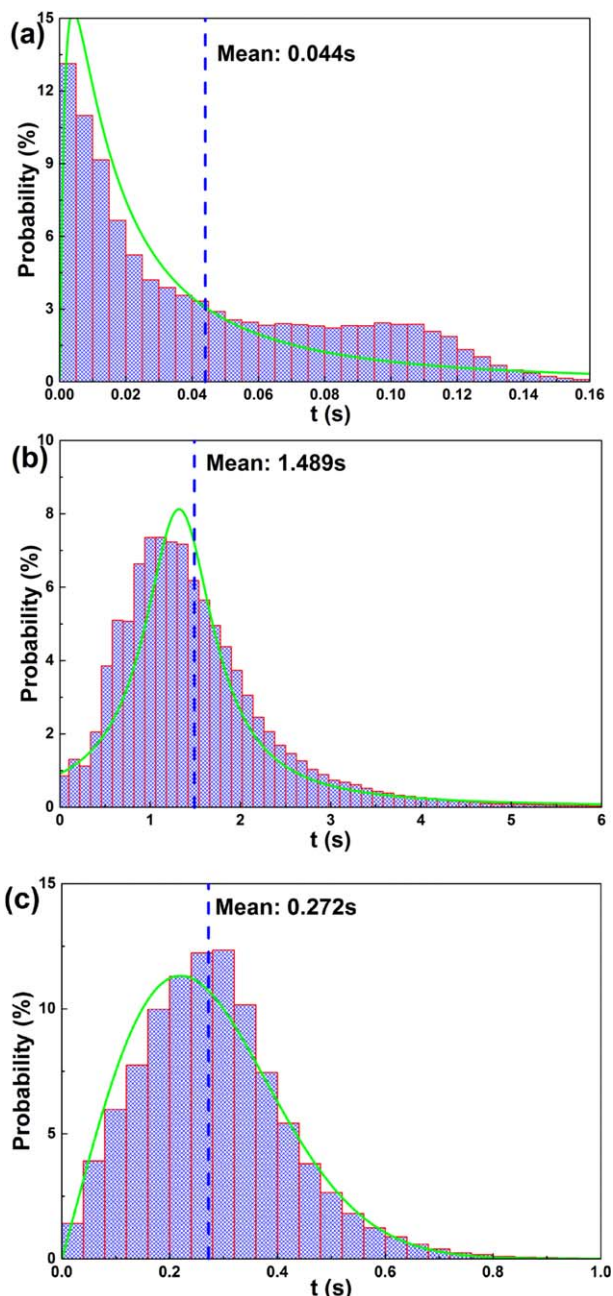 (a)
Mean: 0.044s
Probability (%)
15
12
9
6
3
0
0.00 0.02 0.04 0.06 0.08 0.10 0.12 0.14 0.16
t (s)
(b)
Mean: 1.489s
Probability (%)
10
8
6
4
2
0
0 1 2 3 4 5 6
t (s)
(c)
Mean: 0.272s
Probability (%)
15
10
5
0
0.0 0.2 0.4 0.6 0.8 1.0
t (s)